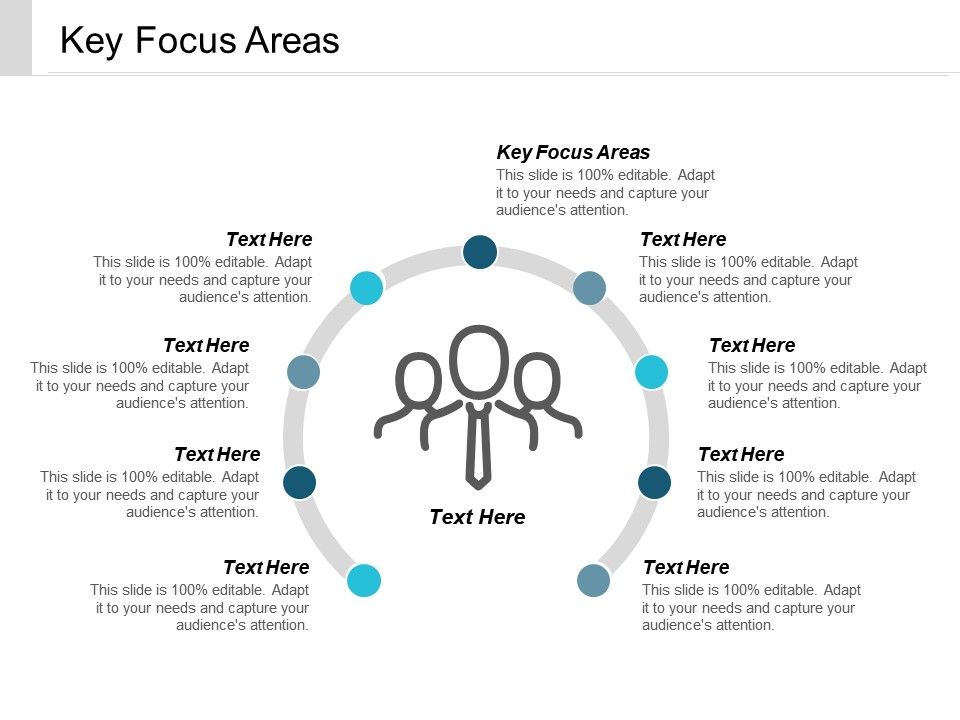 Key Focus Areas
Key Focus Areas
This slide is 100% editable. Adapt
it to your needs and capture your
audience's attention.
Text Here
This slide is 100% editable. Adapt
it to your needs and capture your
audience's attention.
Text Here
This slide is 100% editable. Adapt
it to your needs and capture your
audience's attention.
Text Here
This slide is 100% editable. Adapt
it to your needs and capture your
audience's attention.
Text Here
This slide is 100% editable. Adapt
it to your needs and capture your
audience's attention.
Text Here
This slide is 100% editable. Adapt
it to your needs and capture your
audience's attention.
Text Here
This slide is 100% editable. Adapt
it to your needs and capture your
audience's attention.
Text Here
Text Here
This slide is 100% editable. Adapt
it to your needs and capture your
audience's attention.
Text Here
This slide is 100% editable. Adapt
it to your needs and capture your
audience's attention.